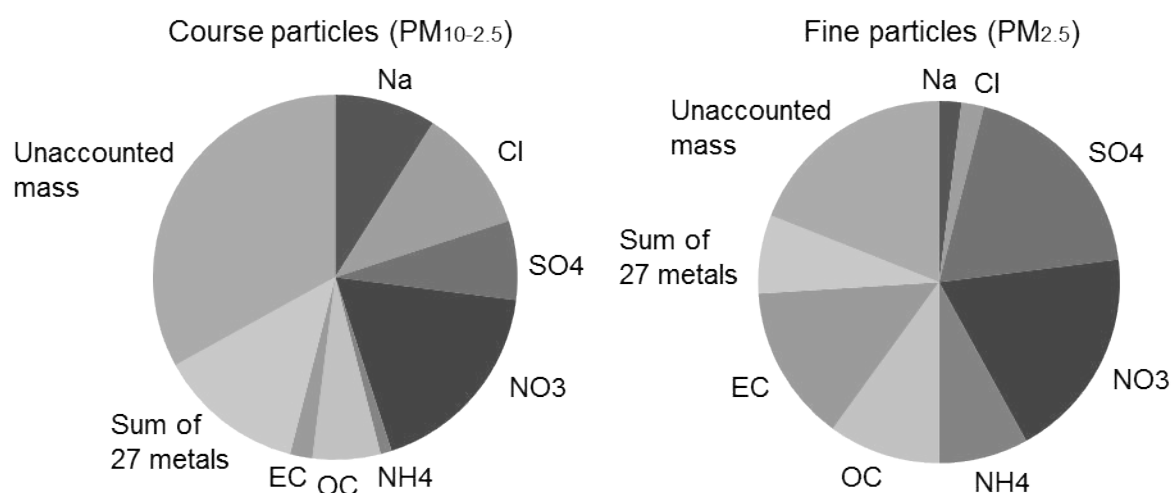 Course particles (PM10-2.5)
Na
Cl
SO4
NO3
NH4
OC
EC
Sum of
27 metals
Unaccounted
mass
Fine particles (PM2.5)
Na
Cl
SO4
NO3
NH4
OC
EC
Sum of
27 metals
Unaccounted
mass